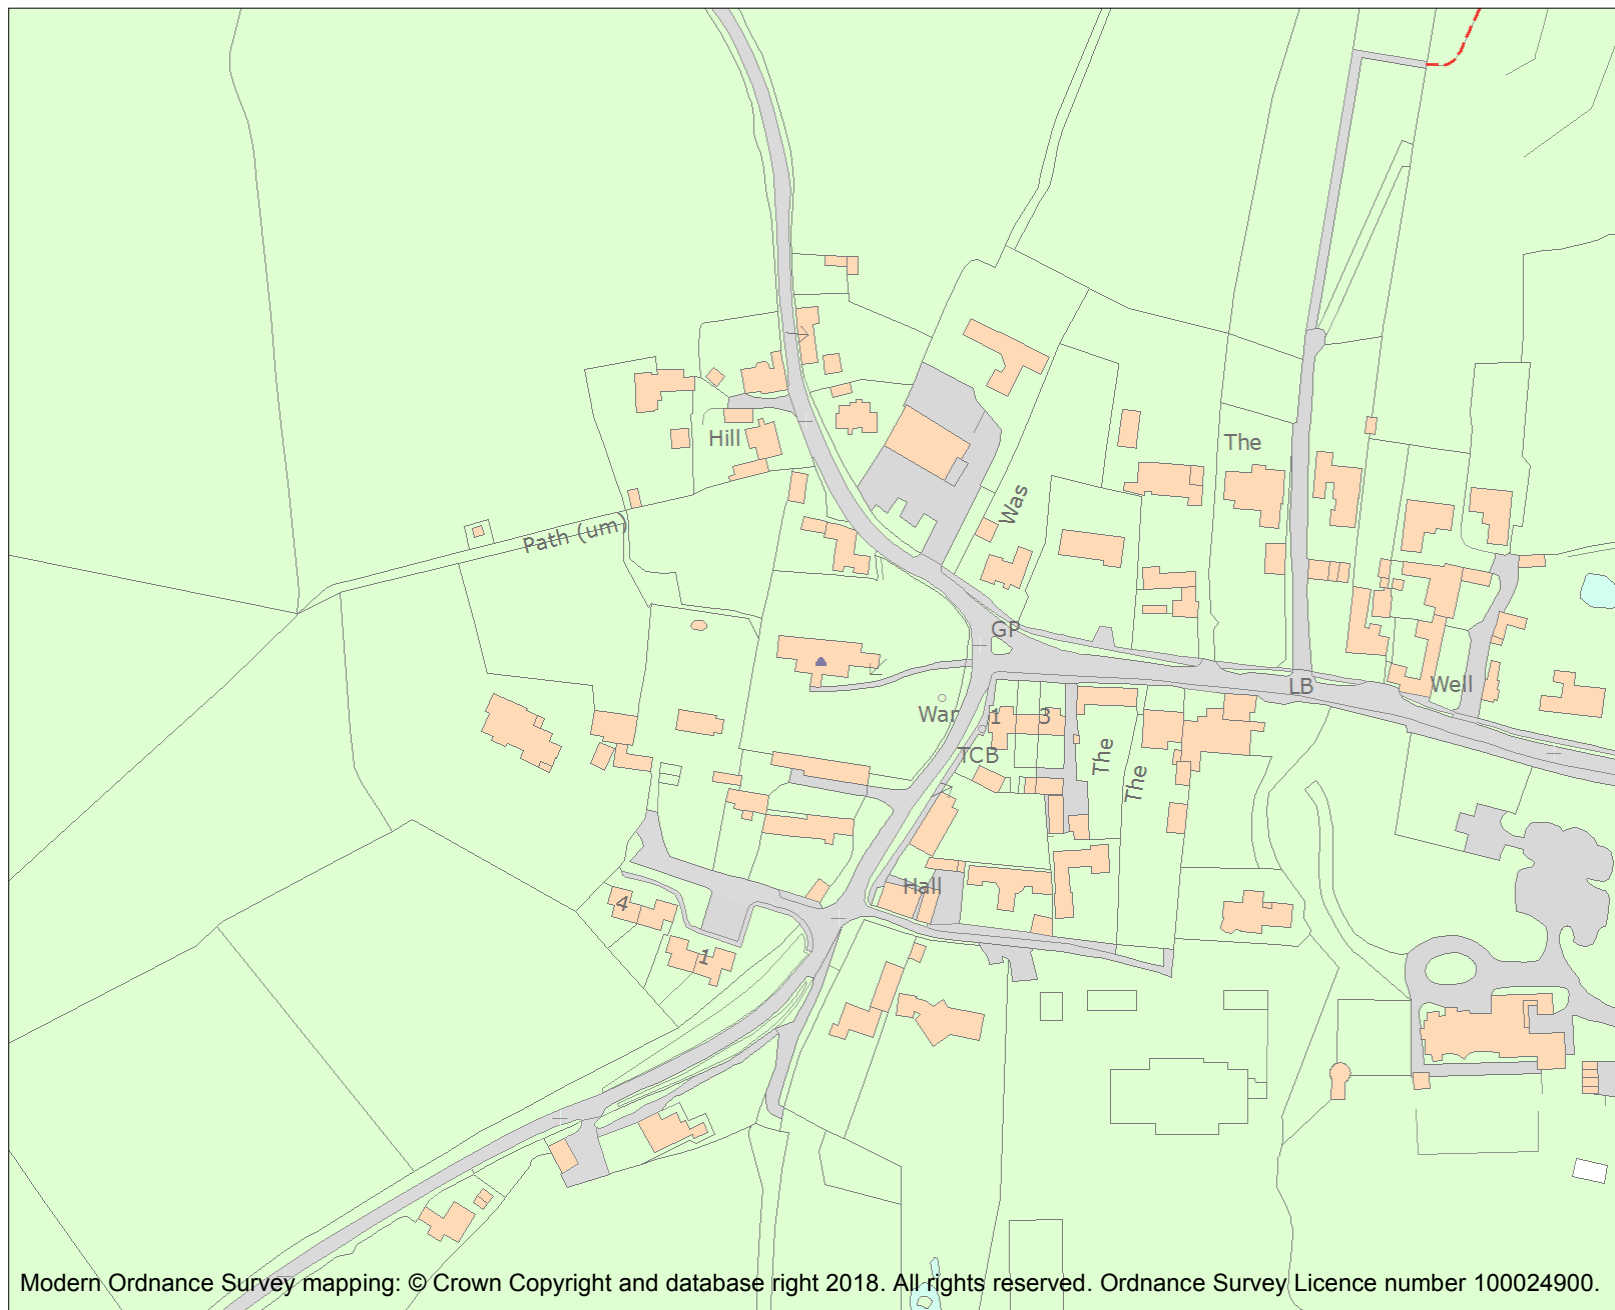 Hill
The
Was
Path (um)
GP
LB
Well
War
1
3
TCB
The
The
Hall
4
1
Modern Ordnance Survey mapping: © Crown Copyright and database right 2018. All rights reserved. Ordnance Survey Licence number 100024900.